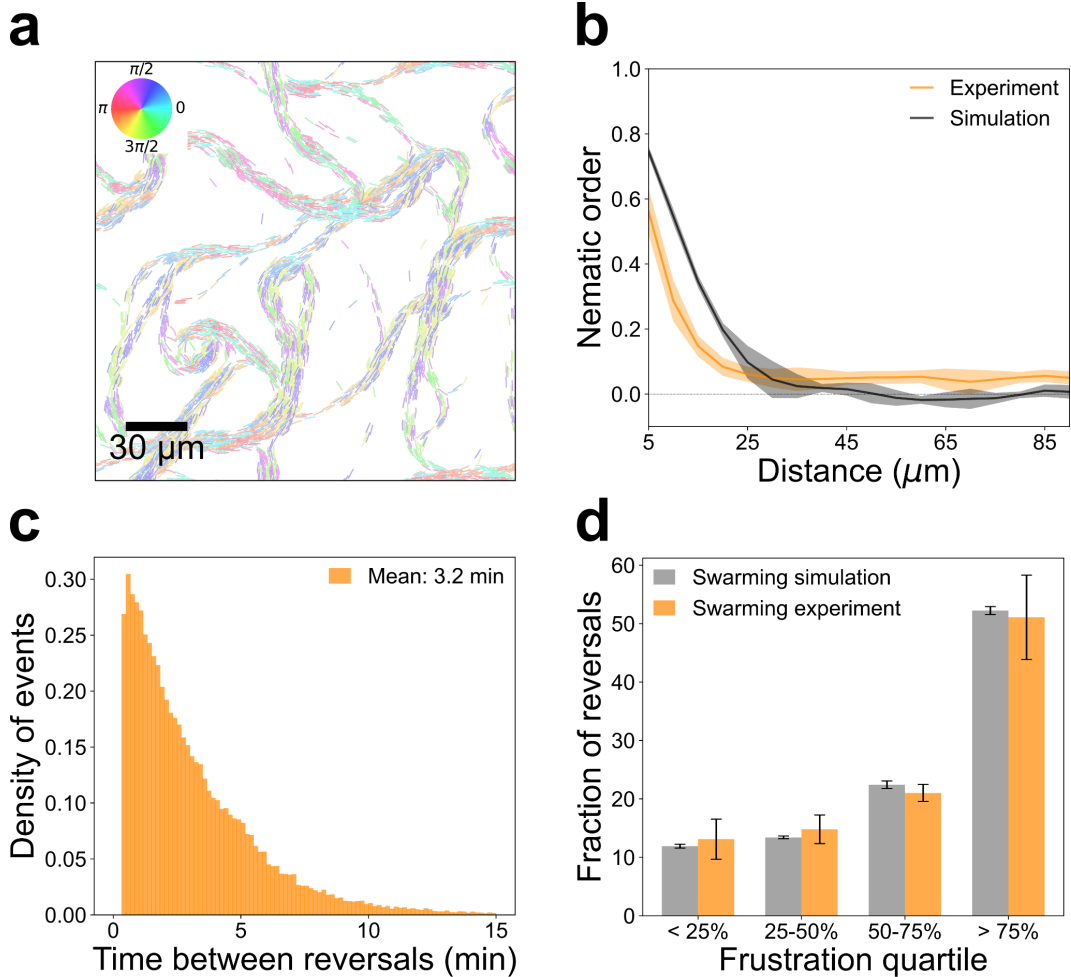 a
π/2
π
0
3π/2
30 μm
b
1.0
0.8
0.6
0.4
0.2
0.0
Nematic order
Experiment
Simulation
5
25
45
65
85
Distance (μm)
c
0.30
0.25
0.20
0.15
0.10
0.05
0.00
Density of events
Mean: 3.2 min
0
5
10
15
Time between reversals (min)
d
60
50
40
30
20
10
0
Fraction of reversals
Swarming simulation
Swarming experiment
< 25%
25-50%
50-75%
> 75%
Frustration quartile